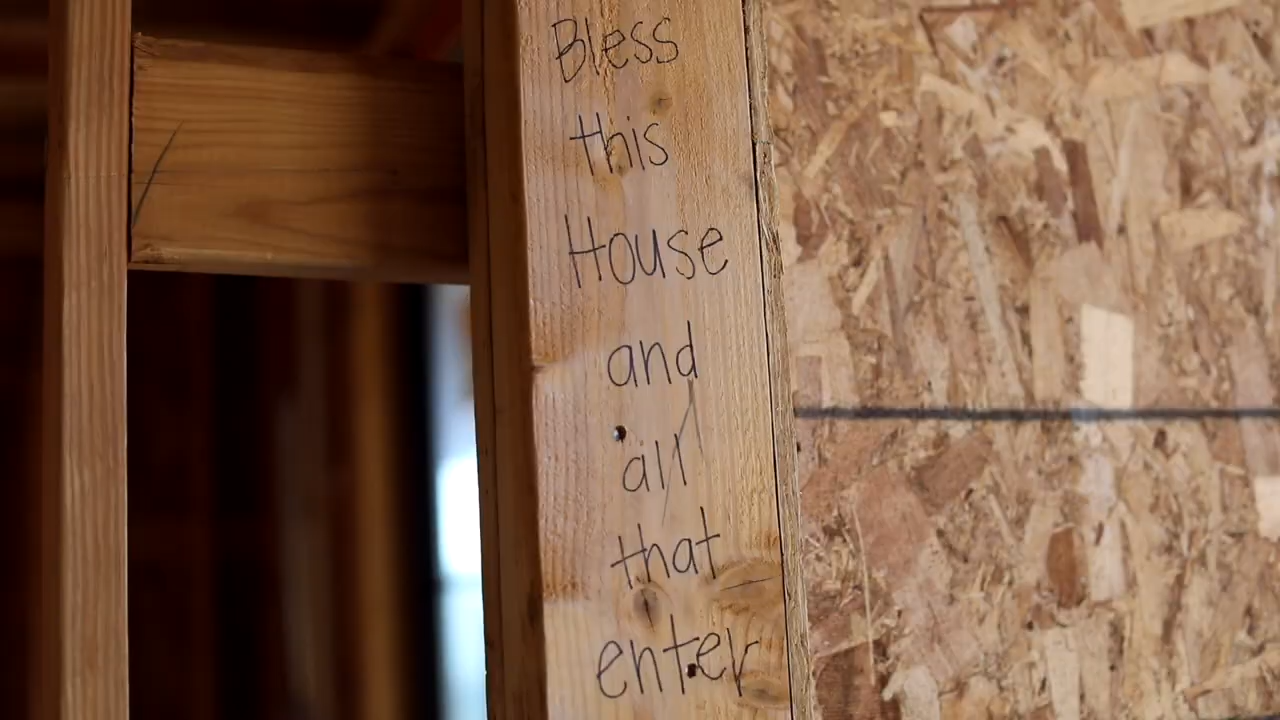 Bless
this
House
and
all
that
enter